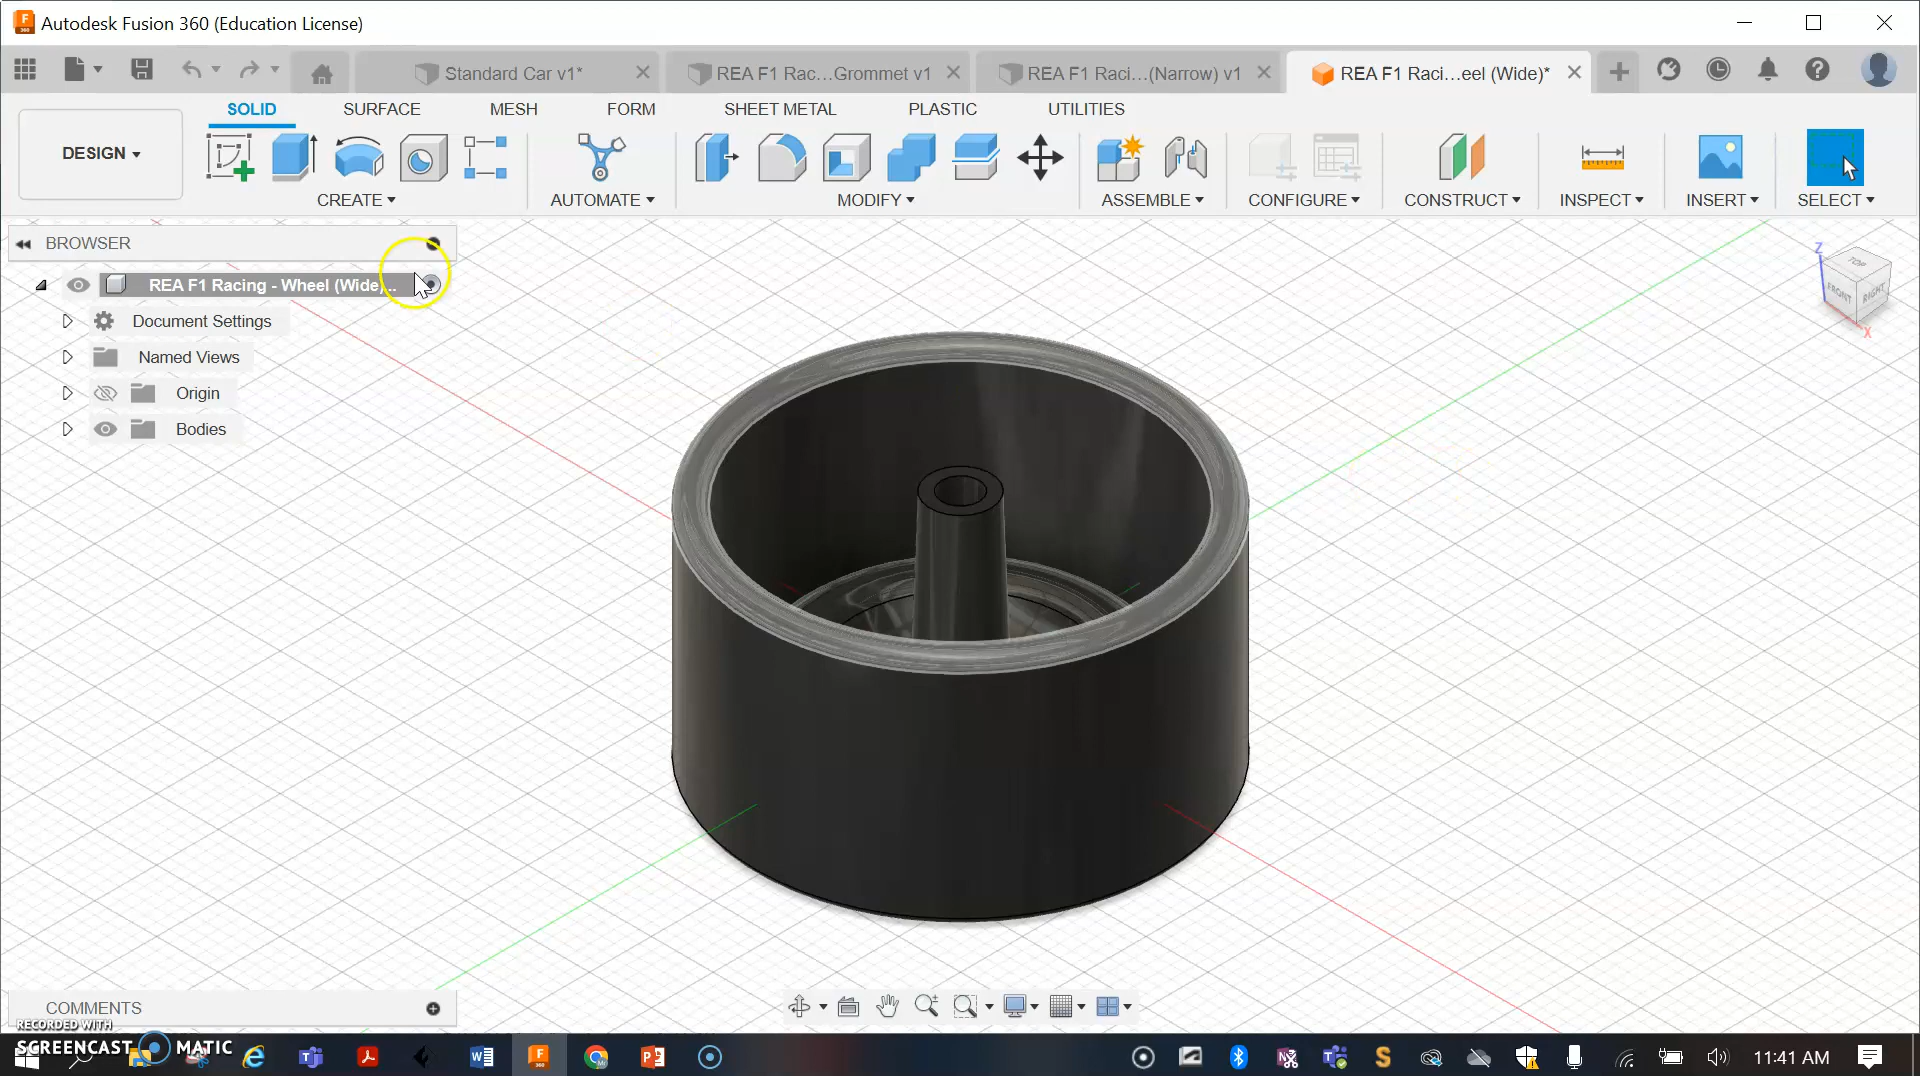 Autodesk Fusion 360 (Education License)
Standard Car v1*
REA F1 Rac...Grommet v1
REA F1 Raci...(Narrow) v1
REA F1 Raci...eel (Wide)*
SOLID
SURFACE
MESH
FORM
SHEET METAL
PLASTIC
UTILITIES
DESIGN
CREATE
AUTOMATE
MODIFY
ASSEMBLE
CONFIGURE
CONSTRUCT
INSPECT
INSERT
SELECT
BROWSER
REA F1 Racing - Wheel (Wide)...
Document Settings
Named Views
Origin
Bodies
Z
TOP
FRONT
RIGHT
X
COMMENTS
RECORDED WITH
SCREENCAST MATIC
11:41 AM